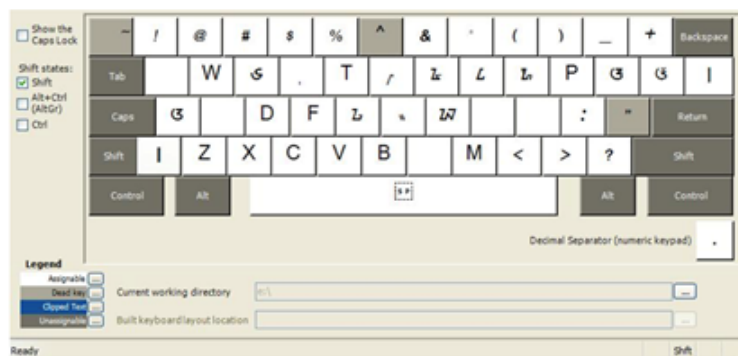 Show the
Caps Lock
~ ! @ # $ % ^ & * ( ) _ + Backspace
Shift states:
Shift
Alt+Ctrl
(AltGr)
Ctrl
Tab W T P |
Caps D F : " Return
Shift | Z X C V B M < > ? Shift
Control Alt SP Alt Control
Decimal Separator (numeric keypad) .
Legend
Assignable ...
Dead key ...
Current working directory e:\ ...
Clipped Text ...
Unassignable ...
Built keyboard layout location ...
Ready Shft